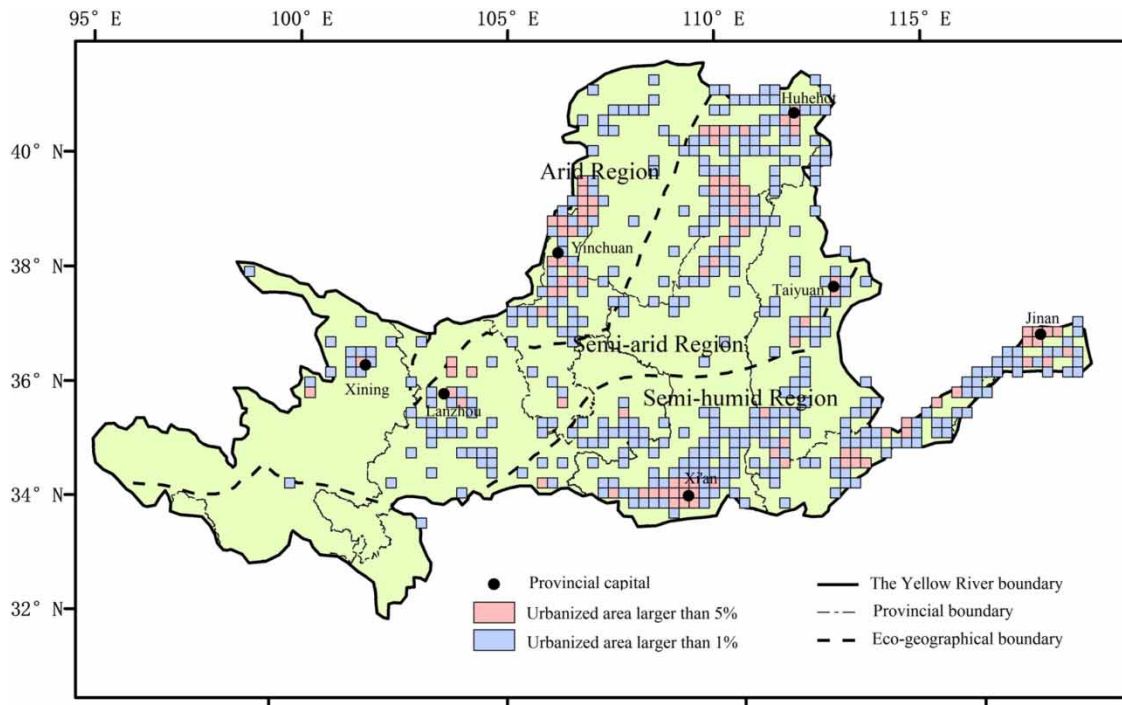 95° E 100° E 105° E 110° E 115° E
Huhehot
40° N
Arid Region
Yinchuan
38° N
Taiyuan
Jinan
Semi-arid Region
36° N
Xining
Lanzhou
Semi-humid Region
Xi'an
34° N
32° N
Provincial capital
Urbanized area larger than 5%
Urbanized area larger than 1%
The Yellow River boundary
Provincial boundary
Eco-geographical boundary